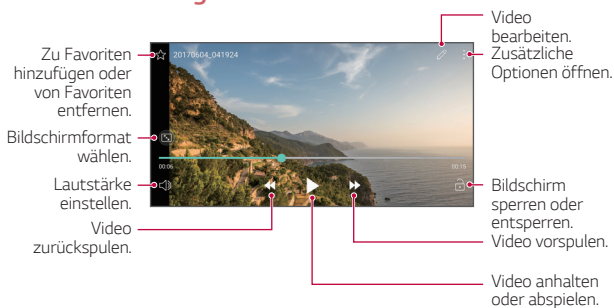 Zu Favoriten
hinzufügen oder
von Favoriten
entfernen.
Bildschirmformat
wählen.
Lautstärke
einstellen.
Video
zurückspulen.
20170604_041924
00:06
00:15
Video
bearbeiten.
Zusätzliche
Optionen öffnen.
Bildschirm
sperren oder
entsperren.
Video vorspulen.
Video anhalten
oder abspielen.